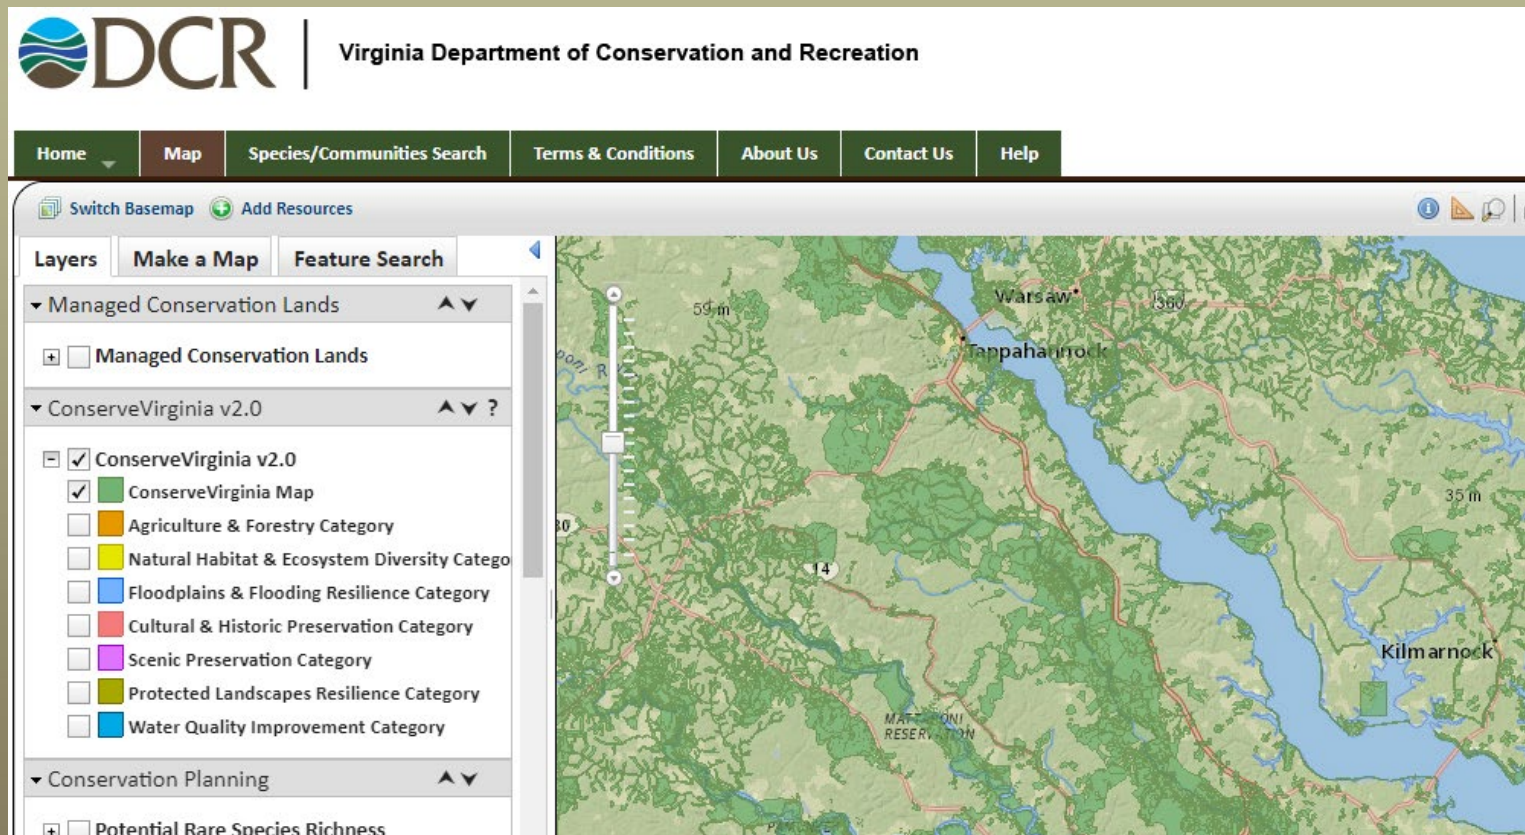 DCR
Virginia Department of Conservation and Recreation
Home Map Species/Communities Search Terms & Conditions About Us Contact Us Help
Switch Basemap Add Resources
Layers Make a Map Feature Search
Managed Conservation Lands
Managed Conservation Lands
ConserveVirginia v2.0 ?
ConserveVirginia v2.0
ConserveVirginia Map
Agriculture & Forestry Category
Natural Habitat & Ecosystem Diversity Catego
Floodplains & Flooding Resilience Category
Cultural & Historic Preservation Category
Scenic Preservation Category
Protected Landscapes Resilience Category
Water Quality Improvement Category
Conservation Planning
Potential Rare Species Richness
59 m
Warsaw
360
Tappahannock
35 m
14
Kilmarnock
RESERVATION